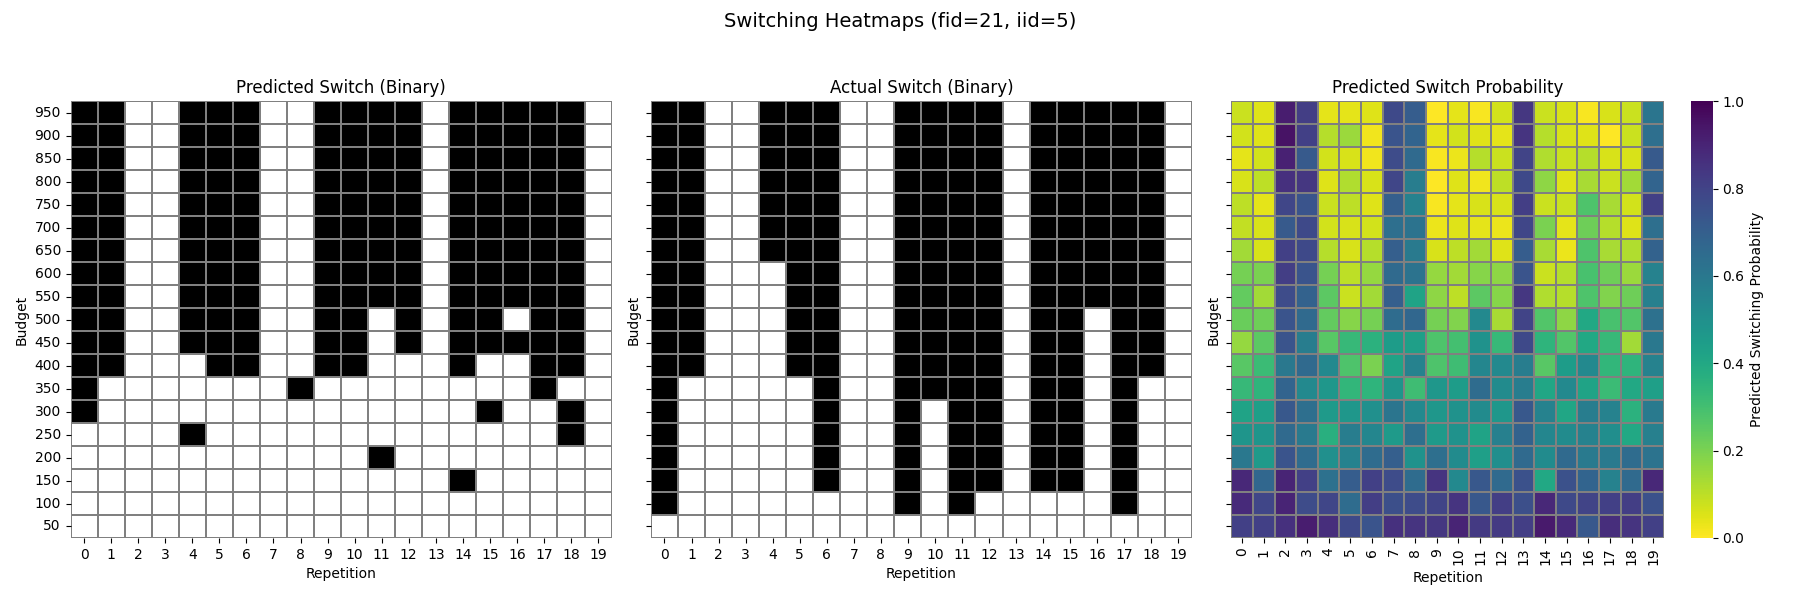 Switching Heatmaps (fid=21, iid=5)
Predicted Switch (Binary)
Budget
950
900
850
800
750
700
650
600
550
500
450
400
350
300
250
200
150
100
50
0 1 2 3 4 5 6 7 8 9 10 11 12 13 14 15 16 17 18 19
Repetition
Actual Switch (Binary)
Budget
0 1 2 3 4 5 6 7 8 9 10 11 12 13 14 15 16 17 18 19
Repetition
Predicted Switch Probability
Budget
0 1 2 3 4 5 6 7 8 9 10 11 12 13 14 15 16 17 18 19
Repetition
1.0
0.8
0.6
0.4
0.2
0.0
Predicted Switching Probability